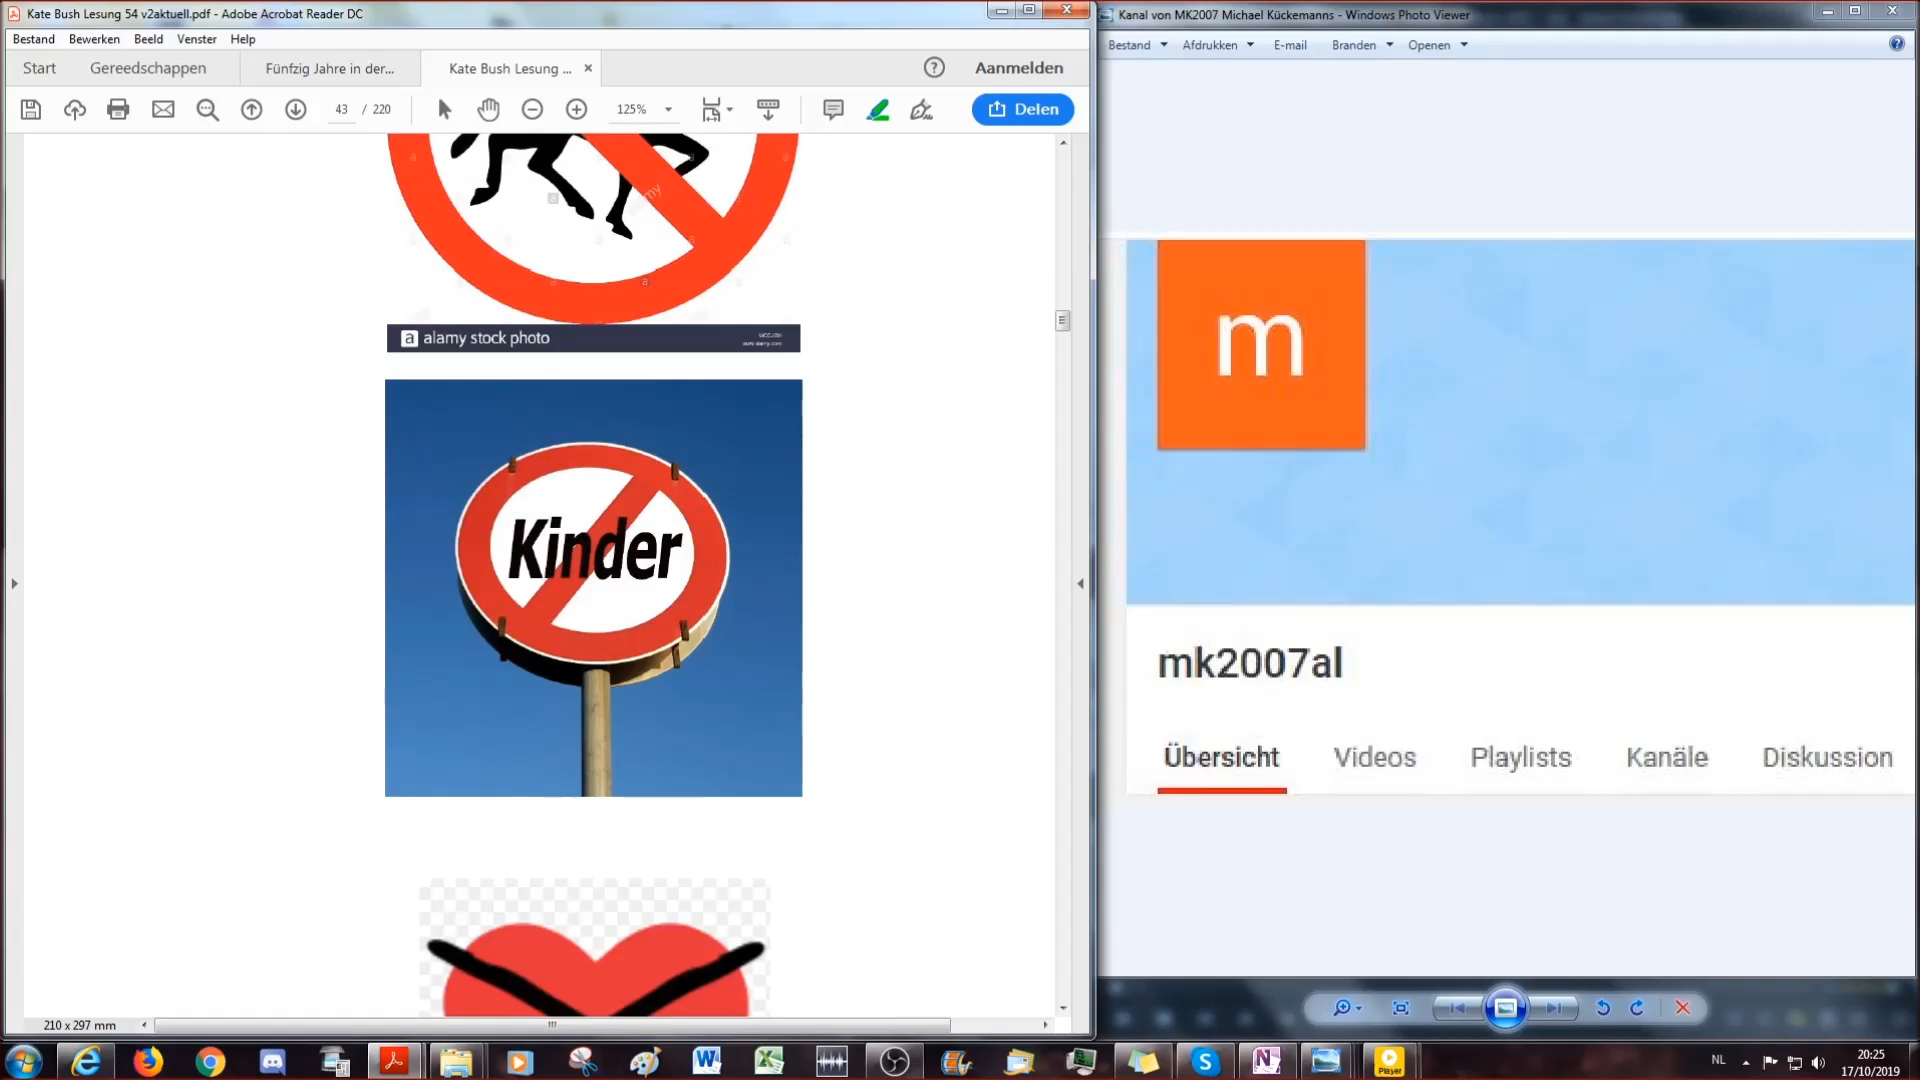 Kate Bush Lesung 54 v2aktuell.pdf - Adobe Acrobat Reader DC
Bestand Bewerken Beeld Venster Help
Start Gereedschappen Fünfzig Jahre in der... Kate Bush Lesung ... Aanmelden
43 / 220 125% Delen
a alamy stock photo
Kinder
210 x 297 mm
Kanal von MK2007 Michael Kückemanns - Windows Photo Viewer
Bestand Afdrukken E-mail Branden Openen
m
mk2007al
Übersicht Videos Playlists Kanäle Diskussion
Player
NL
20:25
17/10/2019